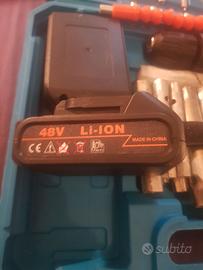 48V Li-ION
CE
MADE IN CHINA
subito